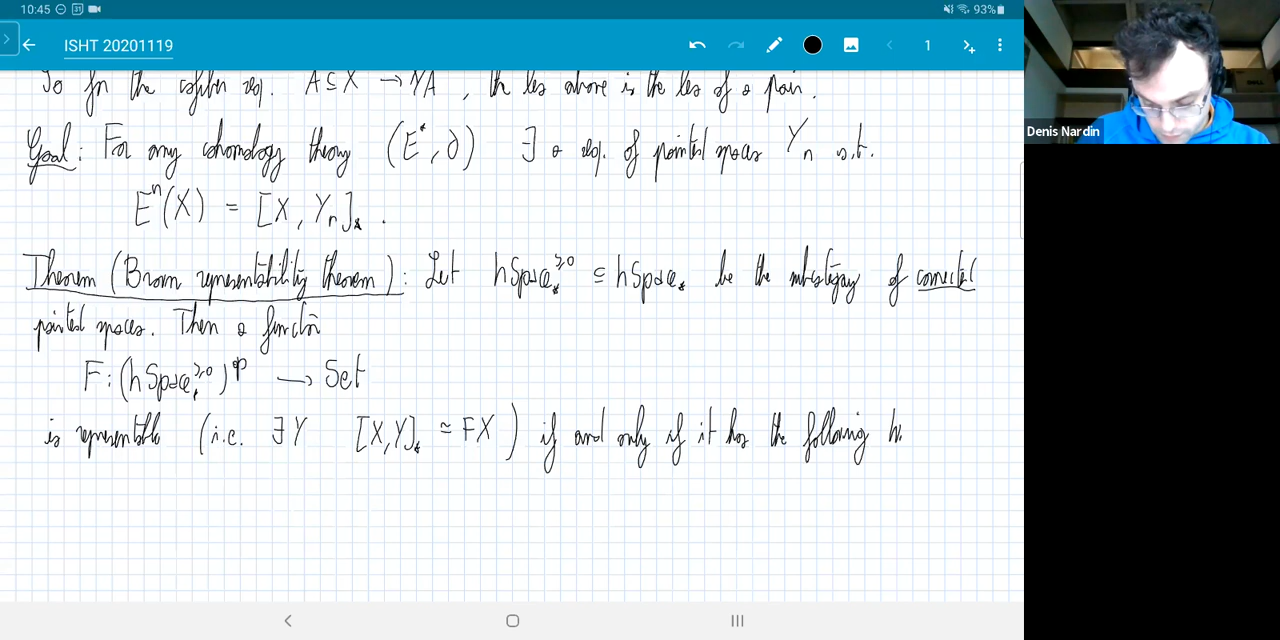 10:45 31 93%
ISHT 20201119 1
So for the cofiber seq. A ⊆ X → X/A, the les above is the les of a pair.
Denis Nardin
Goal: For any cohomology theory (E*, ∂) ∃ a seq. of pointed spaces Yₙ s.t.
Eⁿ(X) = [X, Yₙ]⁎.
Theorem (Brown representability theorem): Let hSpace⁎^≥0 ⊆ hSpace⁎ be the subcategory of connected
pointed spaces. Then a functor
F: (hSpace⁎^≥0)^op → Set
is representable (i.e. ∃Y [X,Y]⁎ ≃ FX) if and only if it has the following